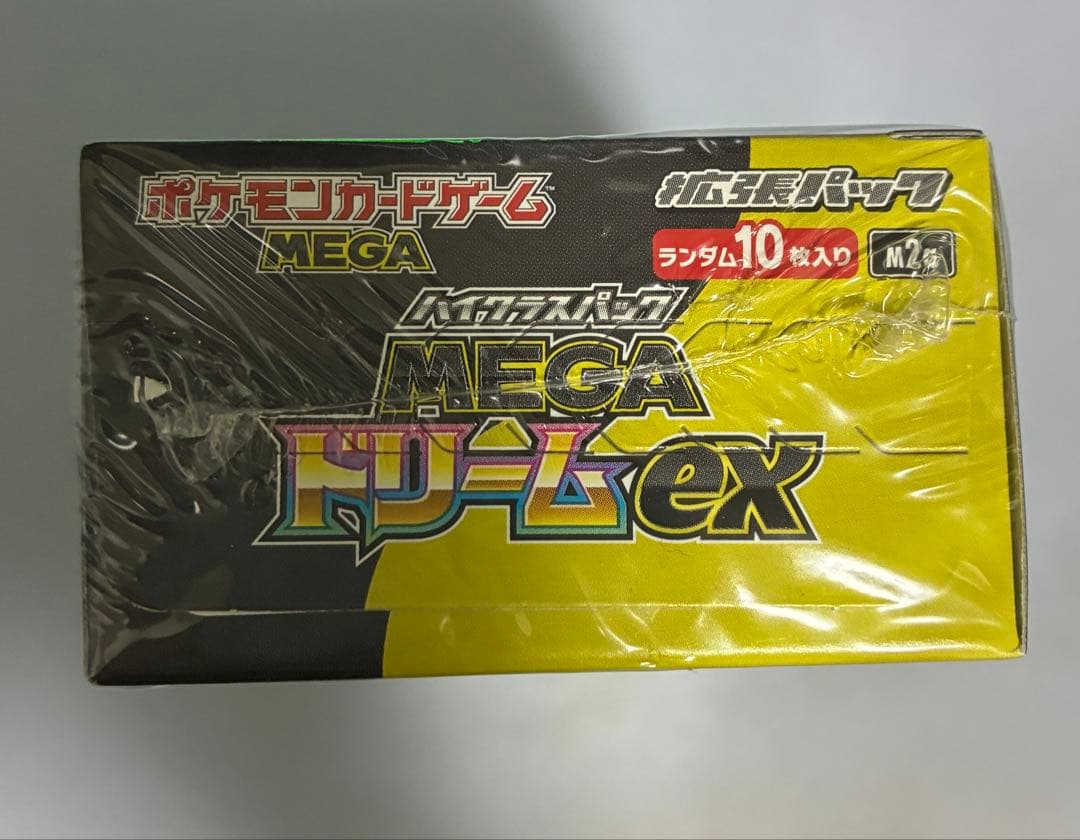 ポケモンカードゲーム™
MEGA
拡張パック
ランダム10枚入り
M2a
ハイクラスパック
MEGA
ドリームex